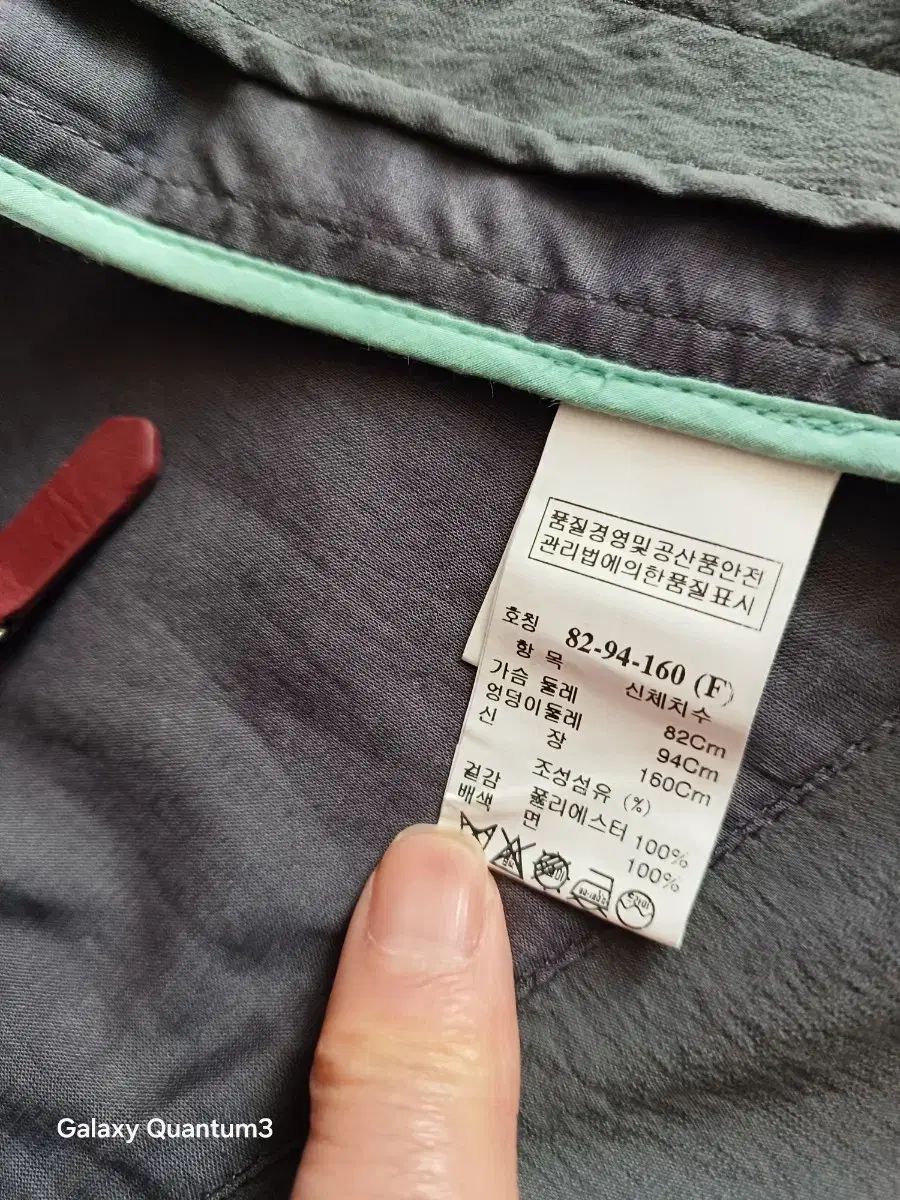 품질경영및공산품안전
관리법에의한품질표시
호칭 82-94-160 (F)
항 목 신체치수
가슴 둘레 82Cm
엉덩이둘레 94Cm
신 장 160Cm
조성섬유 (%)
겉감 폴리에스터 100%
배색 면 100%
Galaxy Quantum3